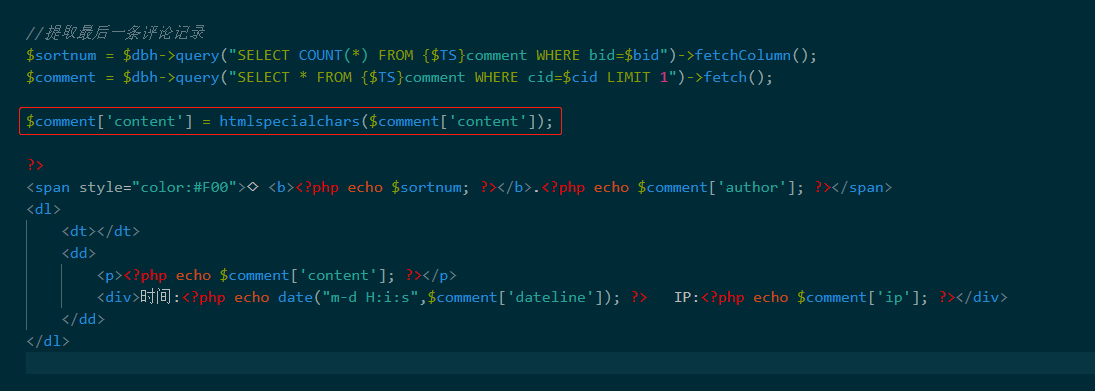 //提取最后一条评论记录
$sortnum = $dbh->query("SELECT COUNT(*) FROM {$TS}comment WHERE bid=$bid")->fetchColumn();
$comment = $dbh->query("SELECT * FROM {$TS}comment WHERE cid=$cid LIMIT 1")->fetch();
$comment['content'] = htmlspecialchars($comment['content']);
?>
<span style="color:#F00">◇ <b><?php echo $sortnum; ?></b>.<?php echo $comment['author']; ?></span>
<dl>
<dt></dt>
<dd>
<p><?php echo $comment['content']; ?></p>
<div>时间:<?php echo date("m-d H:i:s",$comment['dateline']); ?>   IP:<?php echo $comment['ip']; ?></div>
</dd>
</dl>